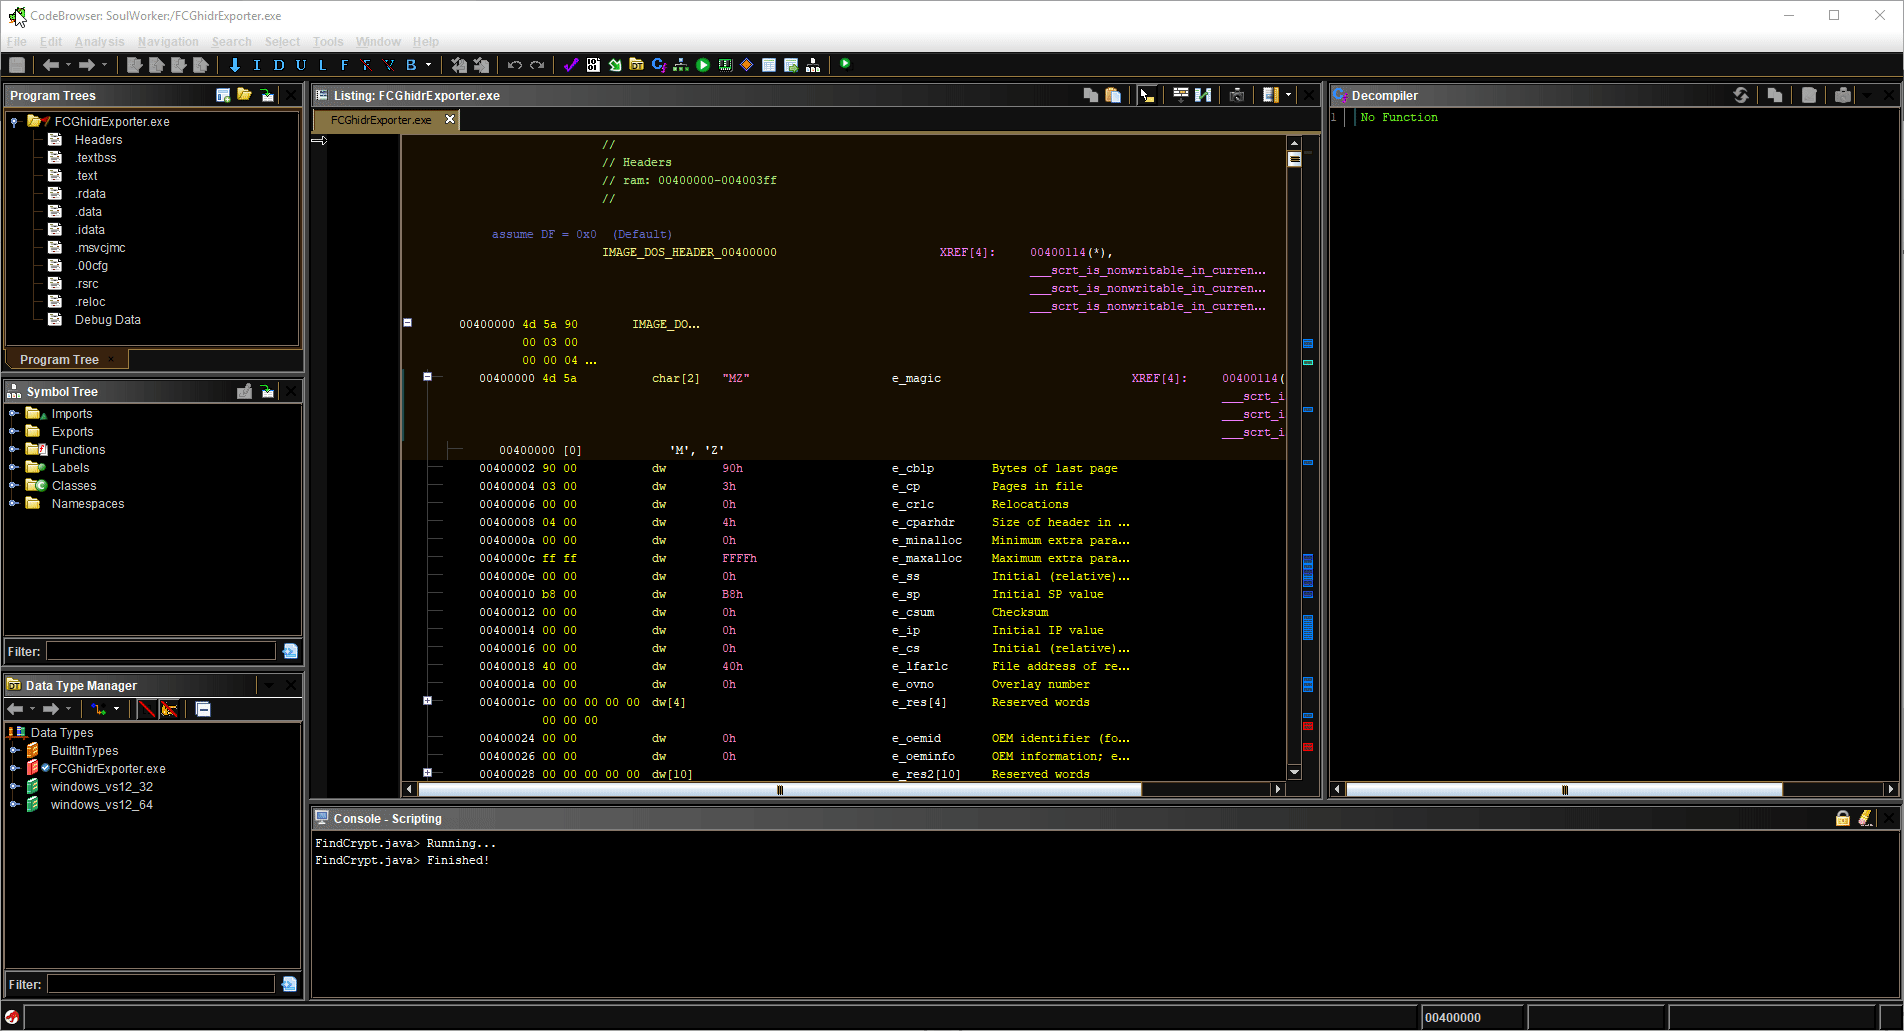 CodeBrowser: SoulWorker:/FCGhidrExporter.exe
File Edit Analysis Navigation Search Select Tools Window Help
I D U L F F V B
Program Trees
FCGhidrExporter.exe
Headers
.textbss
.text
.rdata
.data
.idata
.msvcjmc
.00cfg
.rsrc
.reloc
Debug Data
Program Tree ×
Symbol Tree
Imports
Exports
Functions
Labels
Classes
Namespaces
Filter:
Data Type Manager
Data Types
BuiltInTypes
FCGhidrExporter.exe
windows_vs12_32
windows_vs12_64
Filter:
Listing: FCGhidrExporter.exe
FCGhidrExporter.exe
//
// Headers
// ram: 00400000-004003ff
//
assume DF = 0x0 (Default)
IMAGE_DOS_HEADER_00400000 XREF[4]: 00400114(*),
___scrt_is_nonwritable_in_curren...
___scrt_is_nonwritable_in_curren...
___scrt_is_nonwritable_in_curren...
00400000 4d 5a 90 IMAGE_DO...
00 03 00
00 00 04 ...
00400000 4d 5a char[2] "MZ" e_magic XREF[4]: 00400114(
___scrt_i
___scrt_i
___scrt_i
00400000 [0] 'M', 'Z'
00400002 90 00 dw 90h e_cblp Bytes of last page
00400004 03 00 dw 3h e_cp Pages in file
00400006 00 00 dw 0h e_crlc Relocations
00400008 04 00 dw 4h e_cparhdr Size of header in ...
0040000a 00 00 dw 0h e_minalloc Minimum extra para...
0040000c ff ff dw FFFFh e_maxalloc Maximum extra para...
0040000e 00 00 dw 0h e_ss Initial (relative)...
00400010 b8 00 dw B8h e_sp Initial SP value
00400012 00 00 dw 0h e_csum Checksum
00400014 00 00 dw 0h e_ip Initial IP value
00400016 00 00 dw 0h e_cs Initial (relative)...
00400018 40 00 dw 40h e_lfarlc File address of re...
0040001a 00 00 dw 0h e_ovno Overlay number
0040001c 00 00 00 00 00 dw[4] e_res[4] Reserved words
00 00 00
00400024 00 00 dw 0h e_oemid OEM identifier (fo...
00400026 00 00 dw 0h e_oeminfo OEM information; e...
00400028 00 00 00 00 00 dw[10] e_res2[10] Reserved words
Decompiler
1 No Function
Console - Scripting
FindCrypt.java> Running...
FindCrypt.java> Finished!
00400000